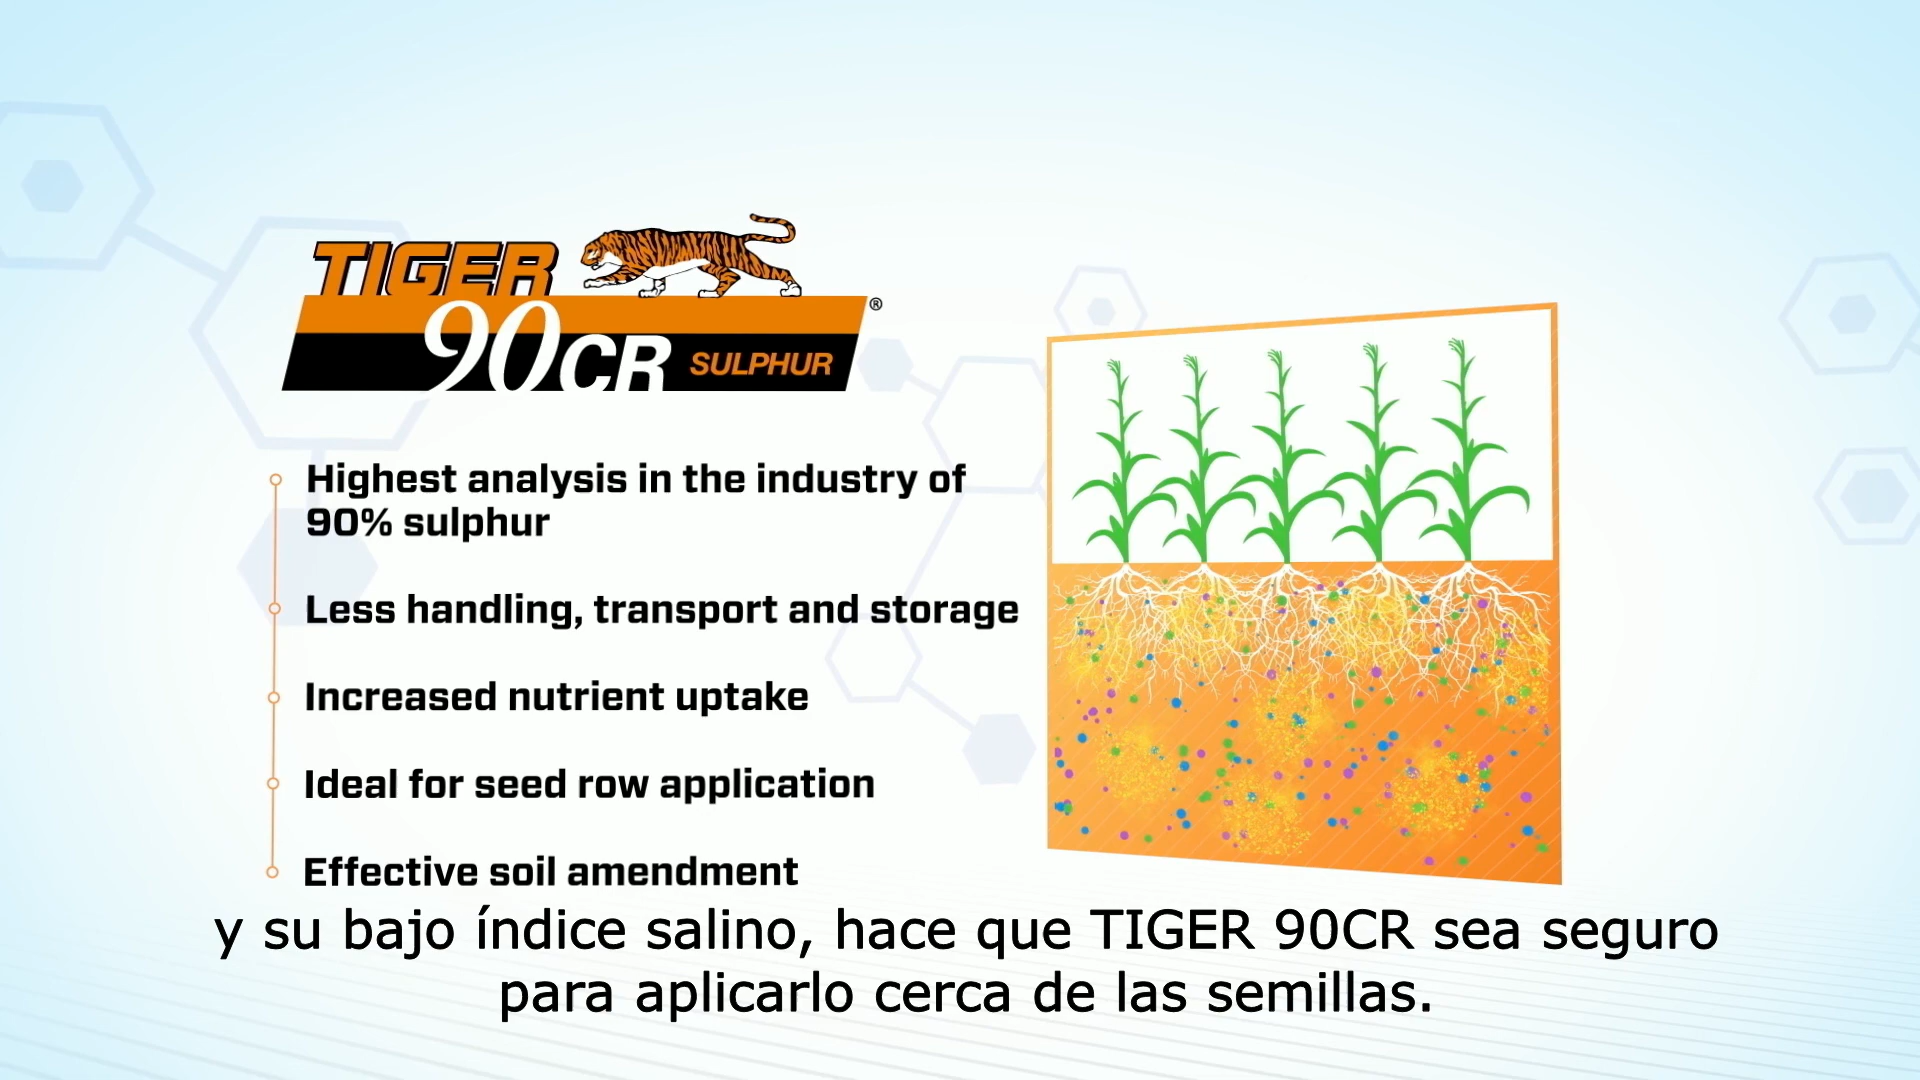 TIGER
90CR SULPHUR ®
Highest analysis in the industry of
90% sulphur
Less handling, transport and storage
Increased nutrient uptake
Ideal for seed row application
Effective soil amendment
y su bajo índice salino, hace que TIGER 90CR sea seguro
para aplicarlo cerca de las semillas.